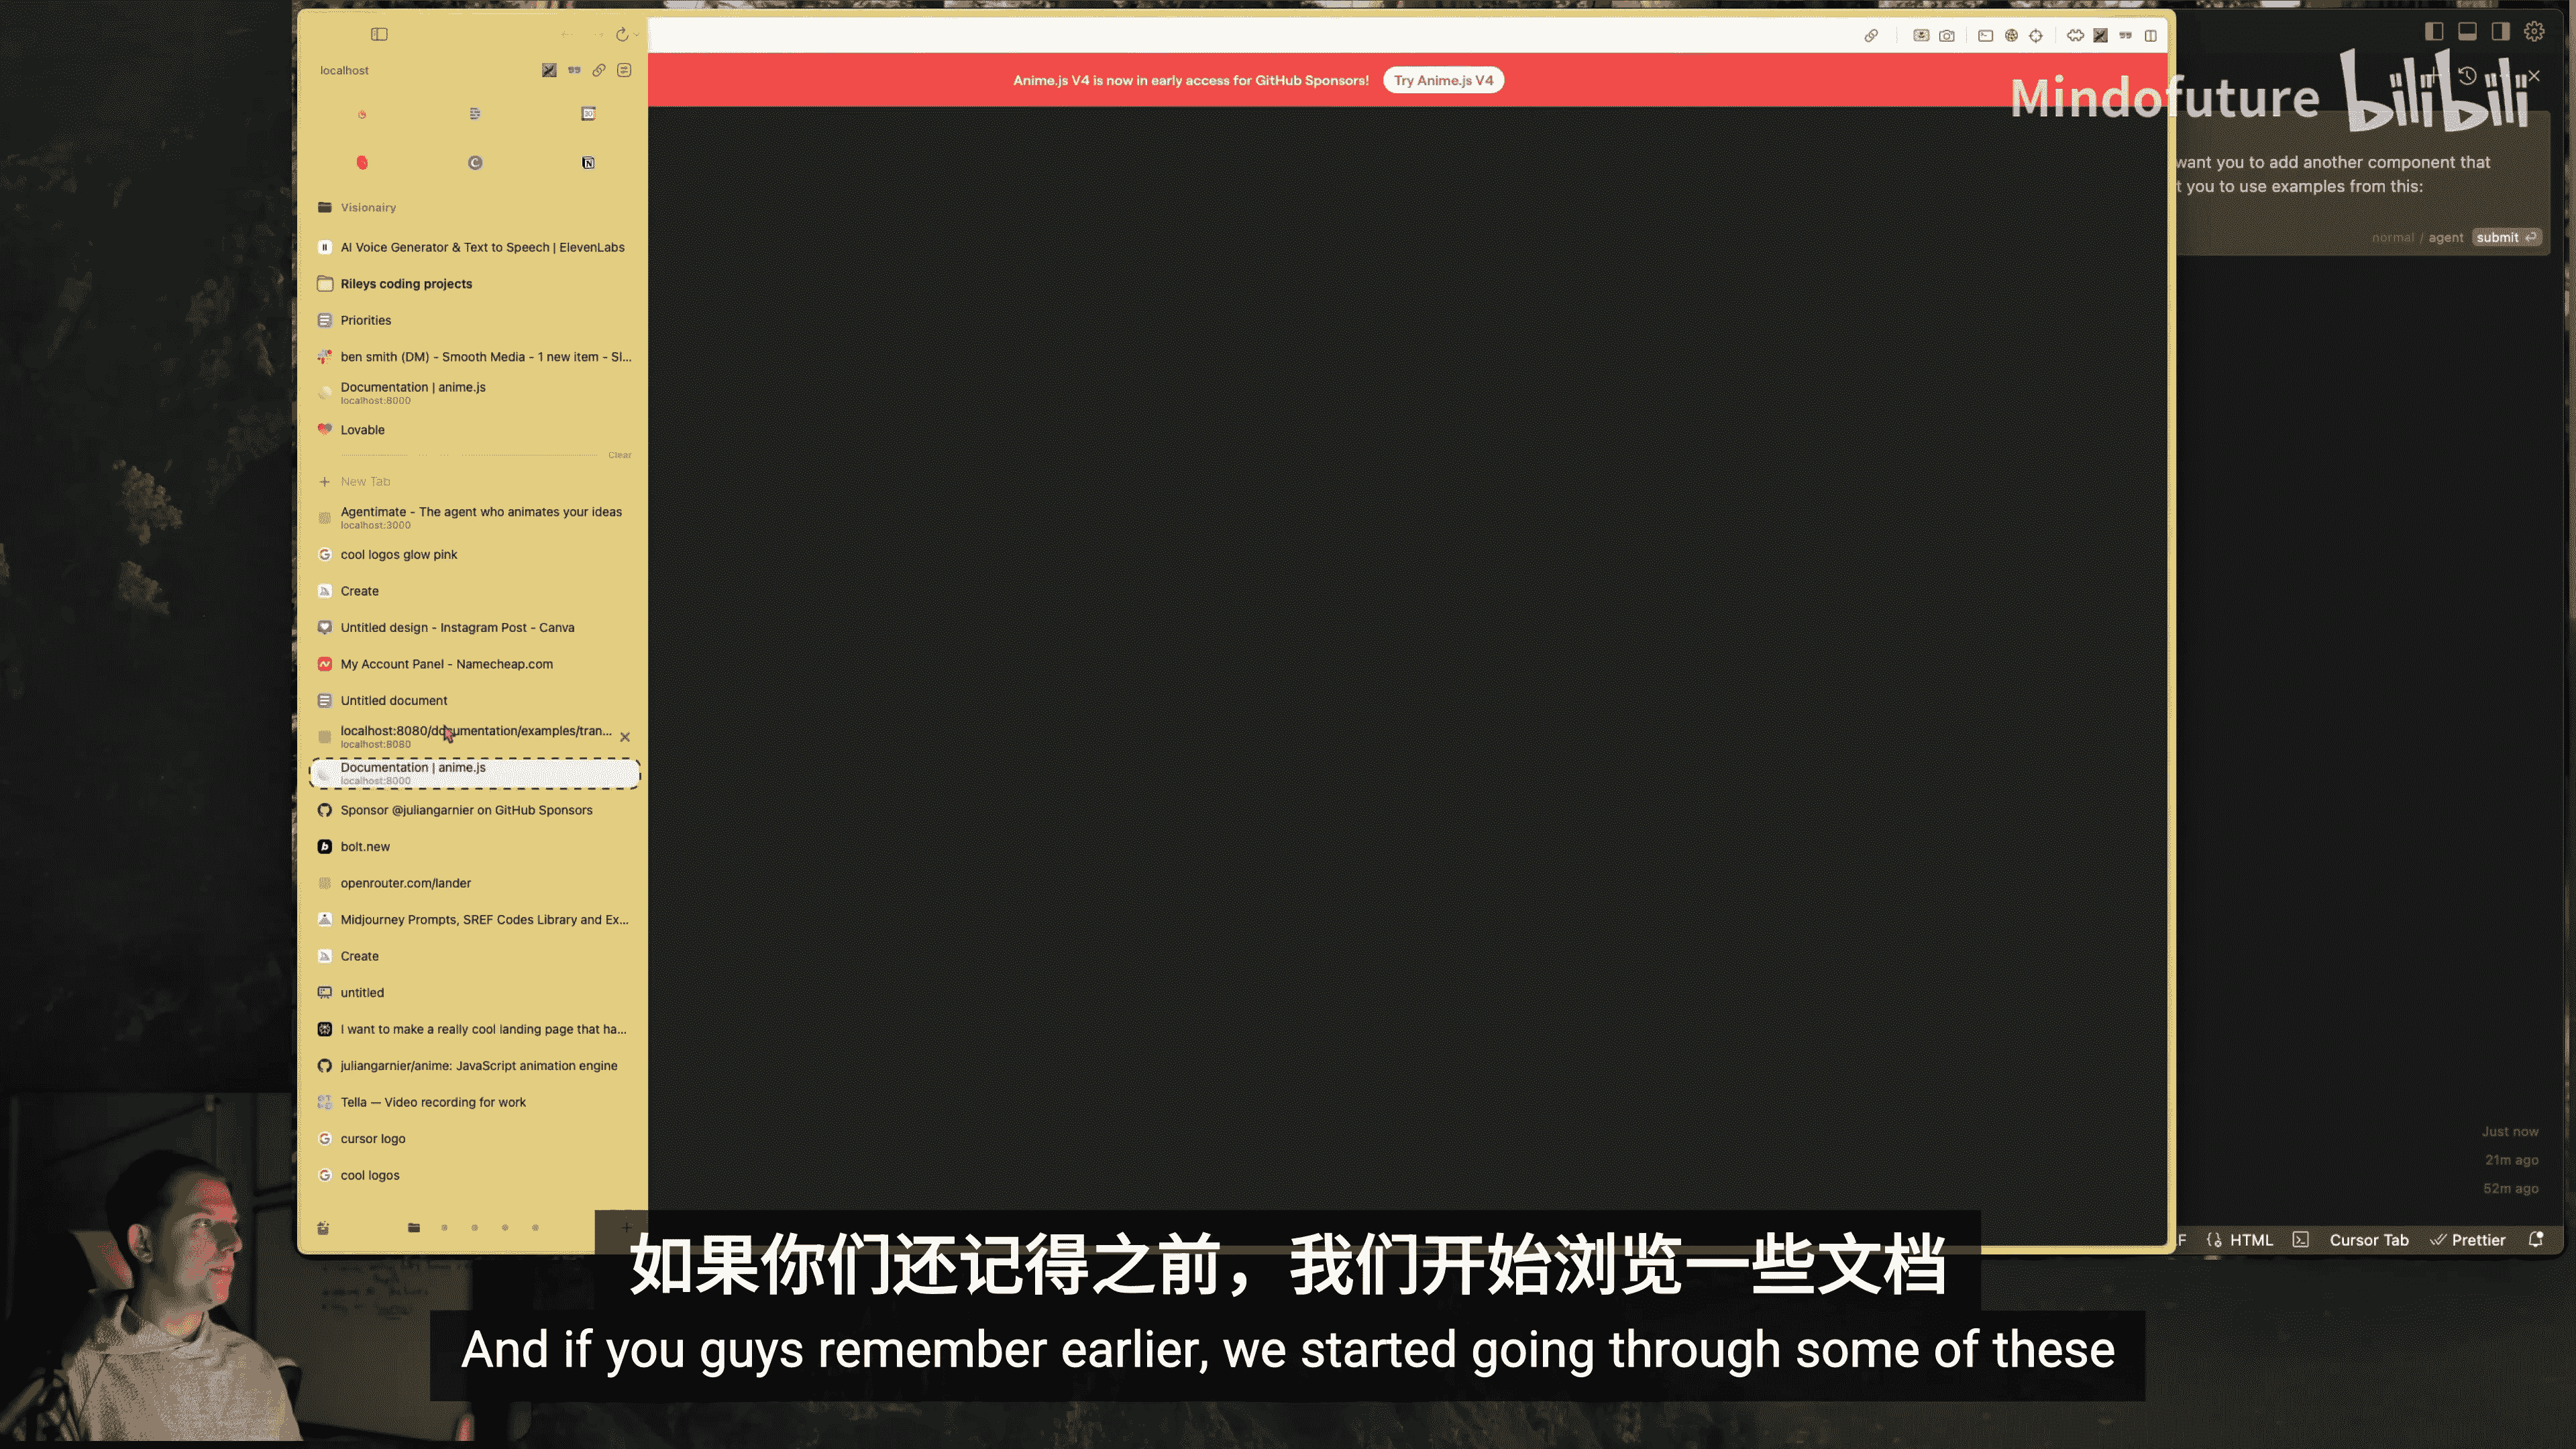 localhost
Anime.js V4 is now in early access for GitHub Sponsors!
Try Anime.js V4
Mindofuture
bilibili
want you to add another component that
t you to use examples from this:
normal / agent submit
Visionairy
AI Voice Generator & Text to Speech | ElevenLabs
Rileys coding projects
Priorities
ben smith (DM) - Smooth Media - 1 new item - Sl...
Documentation | anime.js
localhost:8000
Lovable
Clear
New Tab
Agentimate - The agent who animates your ideas
localhost:3000
cool logos glow pink
Create
Untitled design - Instagram Post - Canva
My Account Panel - Namecheap.com
Untitled document
localhost:8080/documentation/examples/tran...
localhost:8080
Documentation | anime.js
localhost:8000
Sponsor @juliangarnier on GitHub Sponsors
bolt.new
openrouter.com/lander
Midjourney Prompts, SREF Codes Library and Ex...
Create
untitled
I want to make a really cool landing page that ha...
juliangarnier/anime: JavaScript animation engine
Tella — Video recording for work
cursor logo
cool logos
Just now
21m ago
52m ago
F HTML Cursor Tab Prettier
如果你们还记得之前，我们开始浏览一些文档
And if you guys remember earlier, we started going through some of these